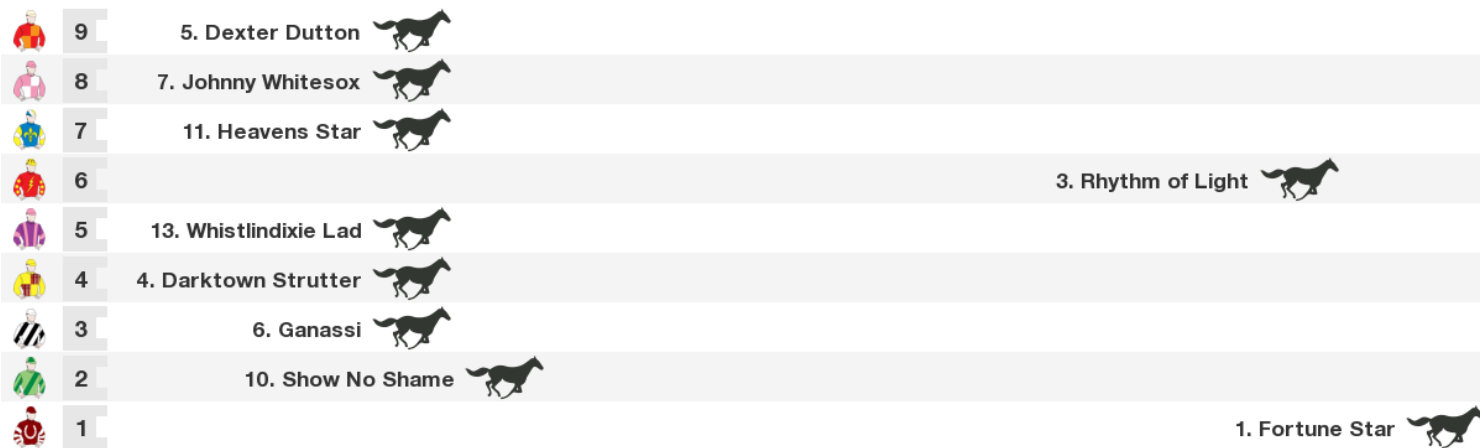 9 5. Dexter Dutton
8 7. Johnny Whitesox
7 11. Heavens Star
6 3. Rhythm of Light
5 13. Whistlindixie Lad
4 4. Darktown Strutter
3 6. Ganassi
2 10. Show No Shame
1 1. Fortune Star